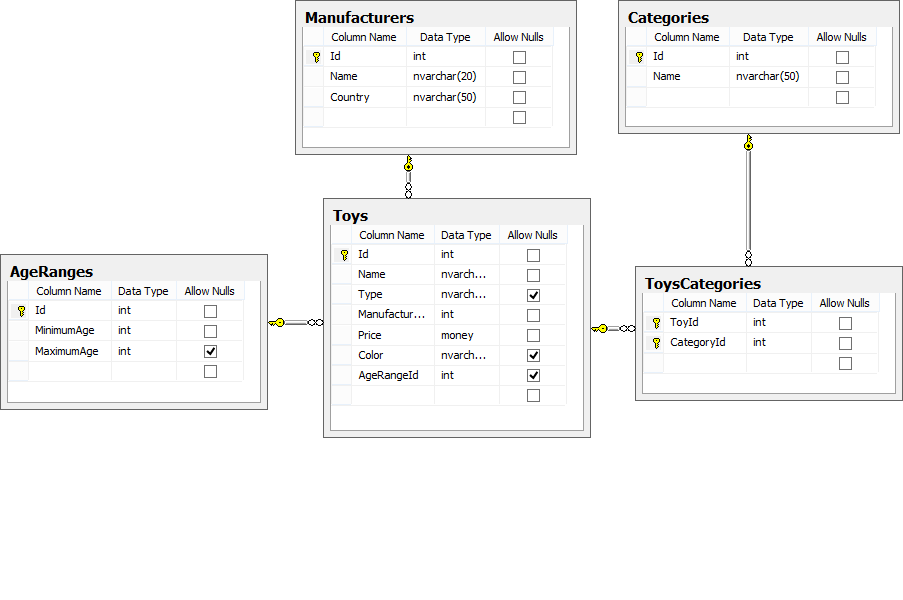 Manufacturers
Column Name Data Type Allow Nulls
Id int
Name nvarchar(20)
Country nvarchar(50)
Categories
Column Name Data Type Allow Nulls
Id int
Name nvarchar(50)
Toys
Column Name Data Type Allow Nulls
Id int
Name nvarch...
Type nvarch...
Manufactur... int
Price money
Color nvarch...
AgeRangeId int
AgeRanges
Column Name Data Type Allow Nulls
Id int
MinimumAge int
MaximumAge int
ToysCategories
Column Name Data Type Allow Nulls
ToyId int
CategoryId int